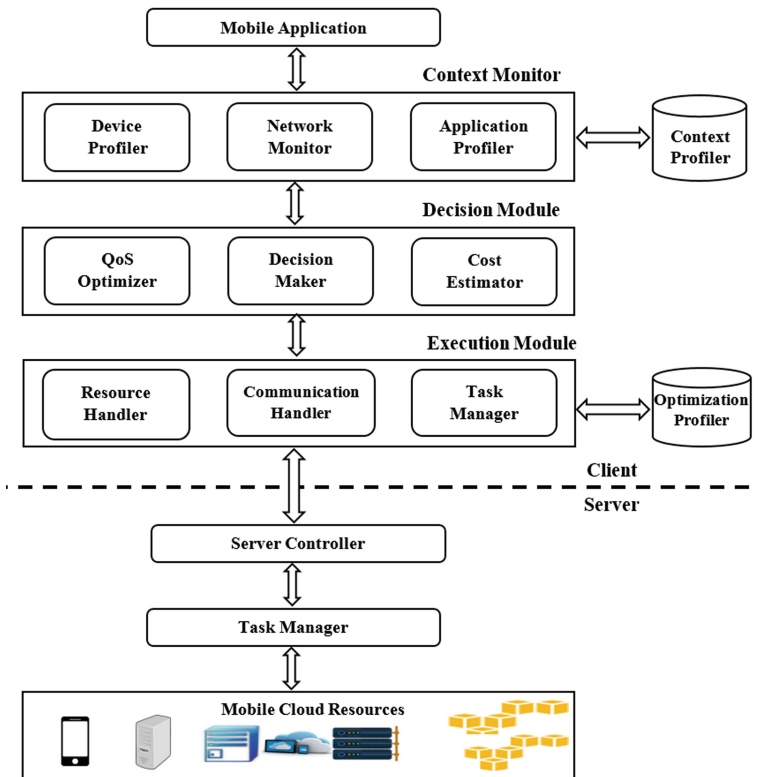 Mobile Application
Context Monitor
Device
Profiler
Network
Monitor
Application
Profiler
Context
Profiler
Decision Module
QoS
Optimizer
Decision
Maker
Cost
Estimator
Execution Module
Resource
Handler
Communication
Handler
Task
Manager
Optimization
Profiler
Client
Server
Server Controller
Task Manager
Mobile Cloud Resources